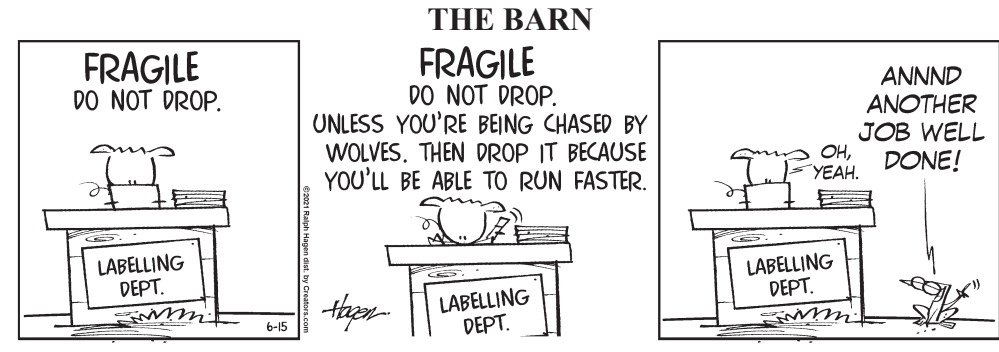 THE BARN
FRAGILE
DO NOT DROP.
LABELLING
DEPT.
6-15
©2021 Ralph Hagen dist. by Creators.com
FRAGILE
DO NOT DROP.
UNLESS YOU'RE BEING CHASED BY
WOLVES. THEN DROP IT BECAUSE
YOU'LL BE ABLE TO RUN FASTER.
LABELLING
DEPT.
Hagen
ANNND
ANOTHER
JOB WELL
DONE!
OH,
YEAH.
LABELLING
DEPT.